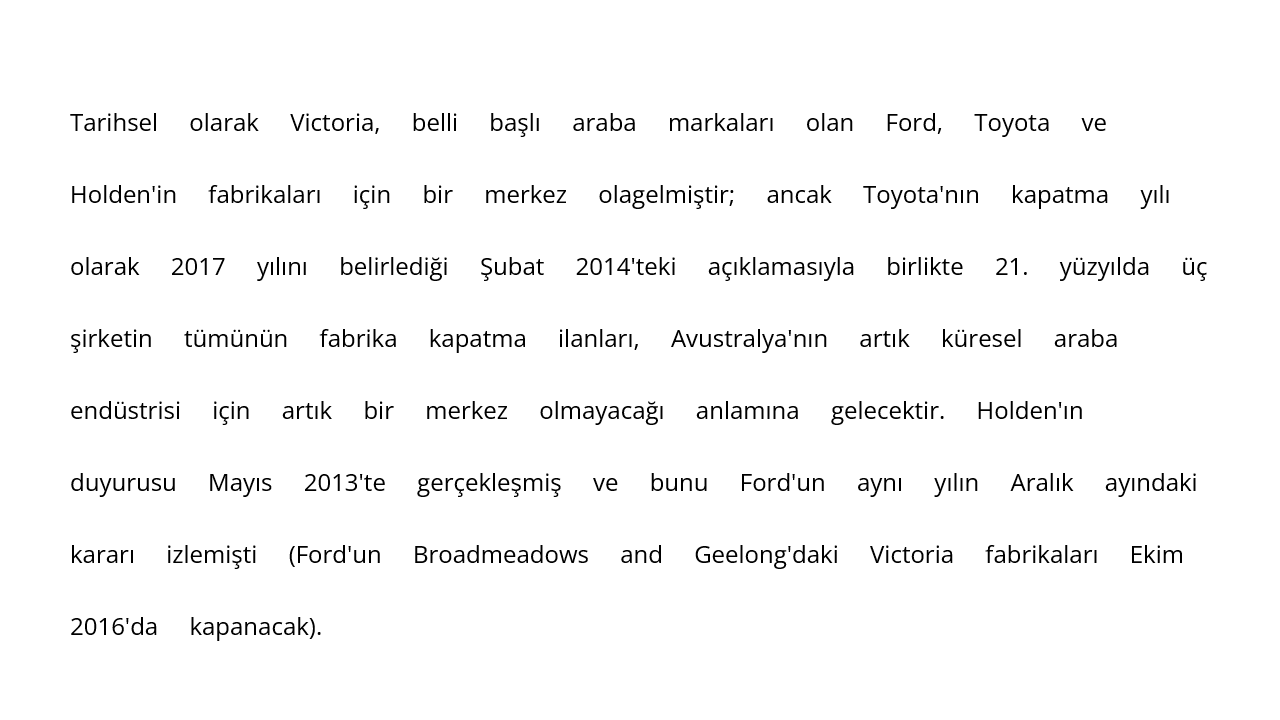 Tarihsel olarak Victoria, belli başlı araba markaları olan Ford, Toyota ve
Holden'in fabrikaları için bir merkez olagelmiştir; ancak Toyota'nın kapatma yılı
olarak 2017 yılını belirlediği Şubat 2014'teki açıklamasıyla birlikte 21. yüzyılda üç
şirketin tümünün fabrika kapatma ilanları, Avustralya'nın artık küresel araba
endüstrisi için artık bir merkez olmayacağı anlamına gelecektir. Holden'ın
duyurusu Mayıs 2013'te gerçekleşmiş ve bunu Ford'un aynı yılın Aralık ayındaki
kararı izlemişti (Ford'un Broadmeadows and Geelong'daki Victoria fabrikaları Ekim
2016'da kapanacak).